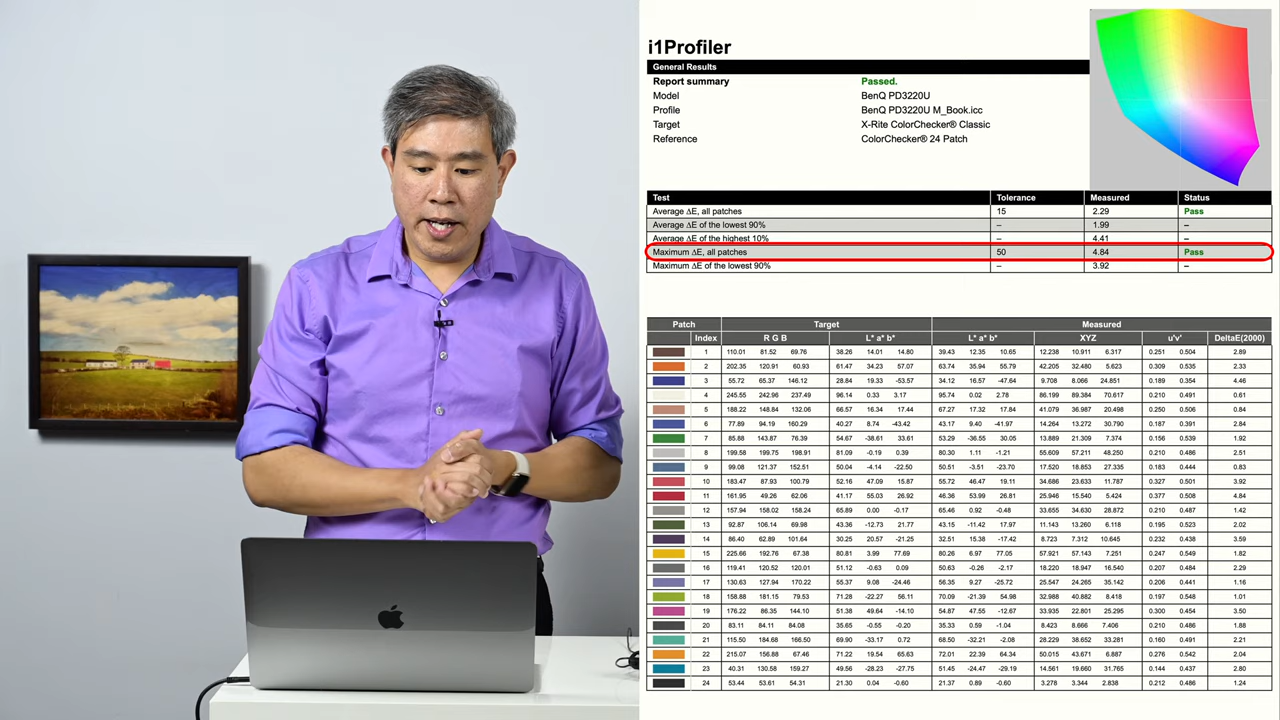 i1Profiler
General Results
Report summary Passed.
Model BenQ PD3220U
Profile BenQ PD3220U M_Book.icc
Target X-Rite ColorChecker® Classic
Reference ColorChecker® 24 Patch
Test Tolerance Measured Status
Average ΔE, all patches 15 2.29 Pass
Average ΔE of the lowest 90% – 1.99 –
Average ΔE of the highest 10% – 4.41 –
Maximum ΔE, all patches 50 4.84 Pass
Maximum ΔE of the lowest 90% – 3.92 –
Patch Target Measured
Index R G B L* a* b* L* a* b* XYZ u'v' DeltaE(2000)
1 110.01 81.52 69.76 38.26 14.01 14.80 39.43 12.35 10.65 12.238 10.911 6.317 0.251 0.504 2.89
2 202.35 120.91 60.93 61.47 34.23 57.07 63.74 35.94 55.79 42.205 32.480 5.623 0.309 0.535 2.33
3 55.72 65.37 146.12 28.84 19.33 -53.57 34.12 16.57 -47.64 9.708 8.066 24.851 0.189 0.354 4.46
4 245.55 242.96 237.49 96.14 0.33 3.17 95.74 0.02 2.78 86.199 89.384 70.617 0.210 0.491 0.61
5 188.22 148.84 132.06 66.57 16.34 17.44 67.27 17.32 17.84 41.079 36.987 20.498 0.250 0.506 0.84
6 77.89 94.19 160.29 40.27 8.74 -43.42 43.17 9.40 -41.97 14.264 13.272 30.790 0.187 0.391 2.84
7 85.88 143.87 76.39 54.67 -38.61 33.61 53.29 -36.55 30.05 13.889 21.309 7.374 0.156 0.539 1.92
8 199.58 199.75 198.91 81.09 -0.19 0.39 80.30 1.11 -1.21 55.609 57.211 48.250 0.210 0.486 2.51
9 99.08 121.37 152.51 50.04 -4.14 -22.50 50.51 -3.51 -23.70 17.520 18.853 27.335 0.183 0.444 0.83
10 183.47 87.93 100.79 52.16 47.09 15.87 55.72 46.47 19.11 34.686 23.633 11.787 0.327 0.501 3.92
11 161.95 49.26 62.06 41.17 55.03 26.92 46.36 53.99 26.81 25.946 15.540 5.424 0.377 0.508 4.84
12 157.94 158.02 158.24 65.89 0.00 -0.17 65.46 0.92 -0.48 33.655 34.630 28.872 0.210 0.487 1.42
13 92.87 106.14 69.98 43.36 -12.73 21.77 43.15 -11.42 17.97 11.143 13.260 6.118 0.195 0.523 2.02
14 86.40 62.89 101.64 30.25 20.57 -21.25 32.51 15.38 -17.42 8.723 7.312 10.645 0.232 0.438 3.59
15 225.66 192.76 67.38 80.81 3.99 77.69 80.26 6.97 77.05 57.921 57.143 7.251 0.247 0.549 1.82
16 119.41 120.52 120.01 51.12 -0.63 0.09 50.63 -0.26 -2.17 18.220 18.947 16.540 0.207 0.484 2.29
17 130.63 127.94 170.22 55.37 9.08 -24.46 56.35 9.27 -25.72 25.547 24.265 35.142 0.206 0.441 1.16
18 158.88 181.15 79.53 71.28 -22.27 56.11 70.09 -21.39 54.98 32.988 40.882 8.418 0.197 0.548 1.01
19 176.22 86.35 144.10 51.38 49.64 -14.10 54.87 47.55 -12.67 33.935 22.801 25.295 0.300 0.454 3.50
20 83.11 84.11 84.08 35.65 -0.55 -0.20 35.33 0.59 -1.04 8.423 8.666 7.406 0.210 0.486 1.88
21 115.50 184.68 166.50 69.90 -33.17 0.72 68.50 -32.21 -2.08 28.229 38.652 33.281 0.160 0.491 2.21
22 215.07 156.88 67.46 71.22 19.54 65.63 72.01 22.39 64.34 50.015 43.671 6.887 0.276 0.542 2.04
23 40.31 130.58 159.27 49.56 -28.23 -27.75 51.45 -24.47 -29.19 14.561 19.660 31.765 0.144 0.437 2.80
24 53.44 53.61 54.31 21.30 0.04 -0.60 21.37 0.89 -0.60 3.278 3.344 2.838 0.212 0.486 1.24